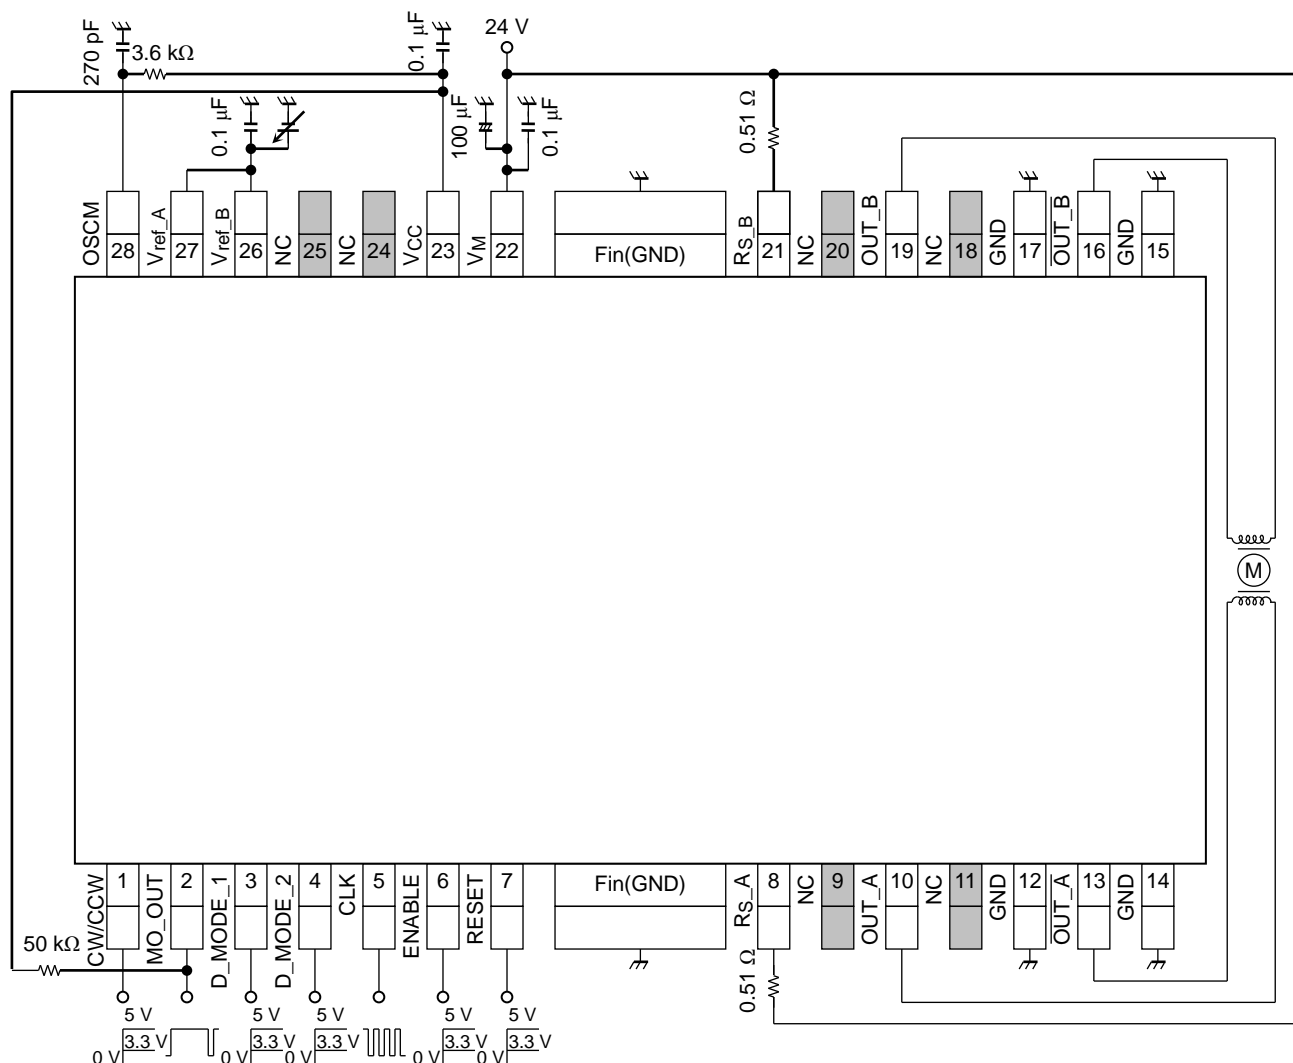 270 pF
3.6 kΩ
0.1 µF
24 V
0.1 µF
100 µF
0.1 µF
0.51 Ω
OSCM
Vref_A
Vref_B
NC
NC
VCC
VM
RS_B
NC
OUT_B
NC
GND
OUT_B
GND
28
27
26
25
24
23
22
Fin(GND)
21
20
19
18
17
16
15
M
1
2
3
4
5
6
7
Fin(GND)
8
9
10
11
12
13
14
CW/CCW
MO_OUT
D_MODE_1
D_MODE_2
CLK
ENABLE
RESET
RS_A
NC
OUT_A
NC
GND
OUT_A
GND
50 kΩ
0.51 Ω
5 V
5 V
5 V
5 V
5 V
3.3 V
3.3 V
3.3 V
3.3 V
3.3 V
0 V
0 V
0 V
0 V
0 V